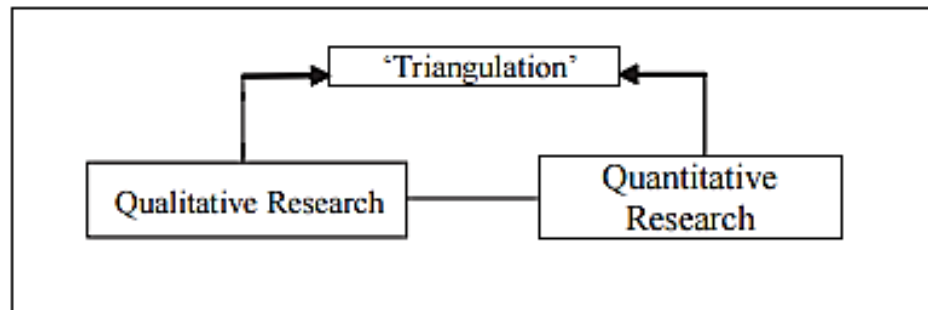 ‘Triangulation’
Qualitative Research
Quantitative
Research